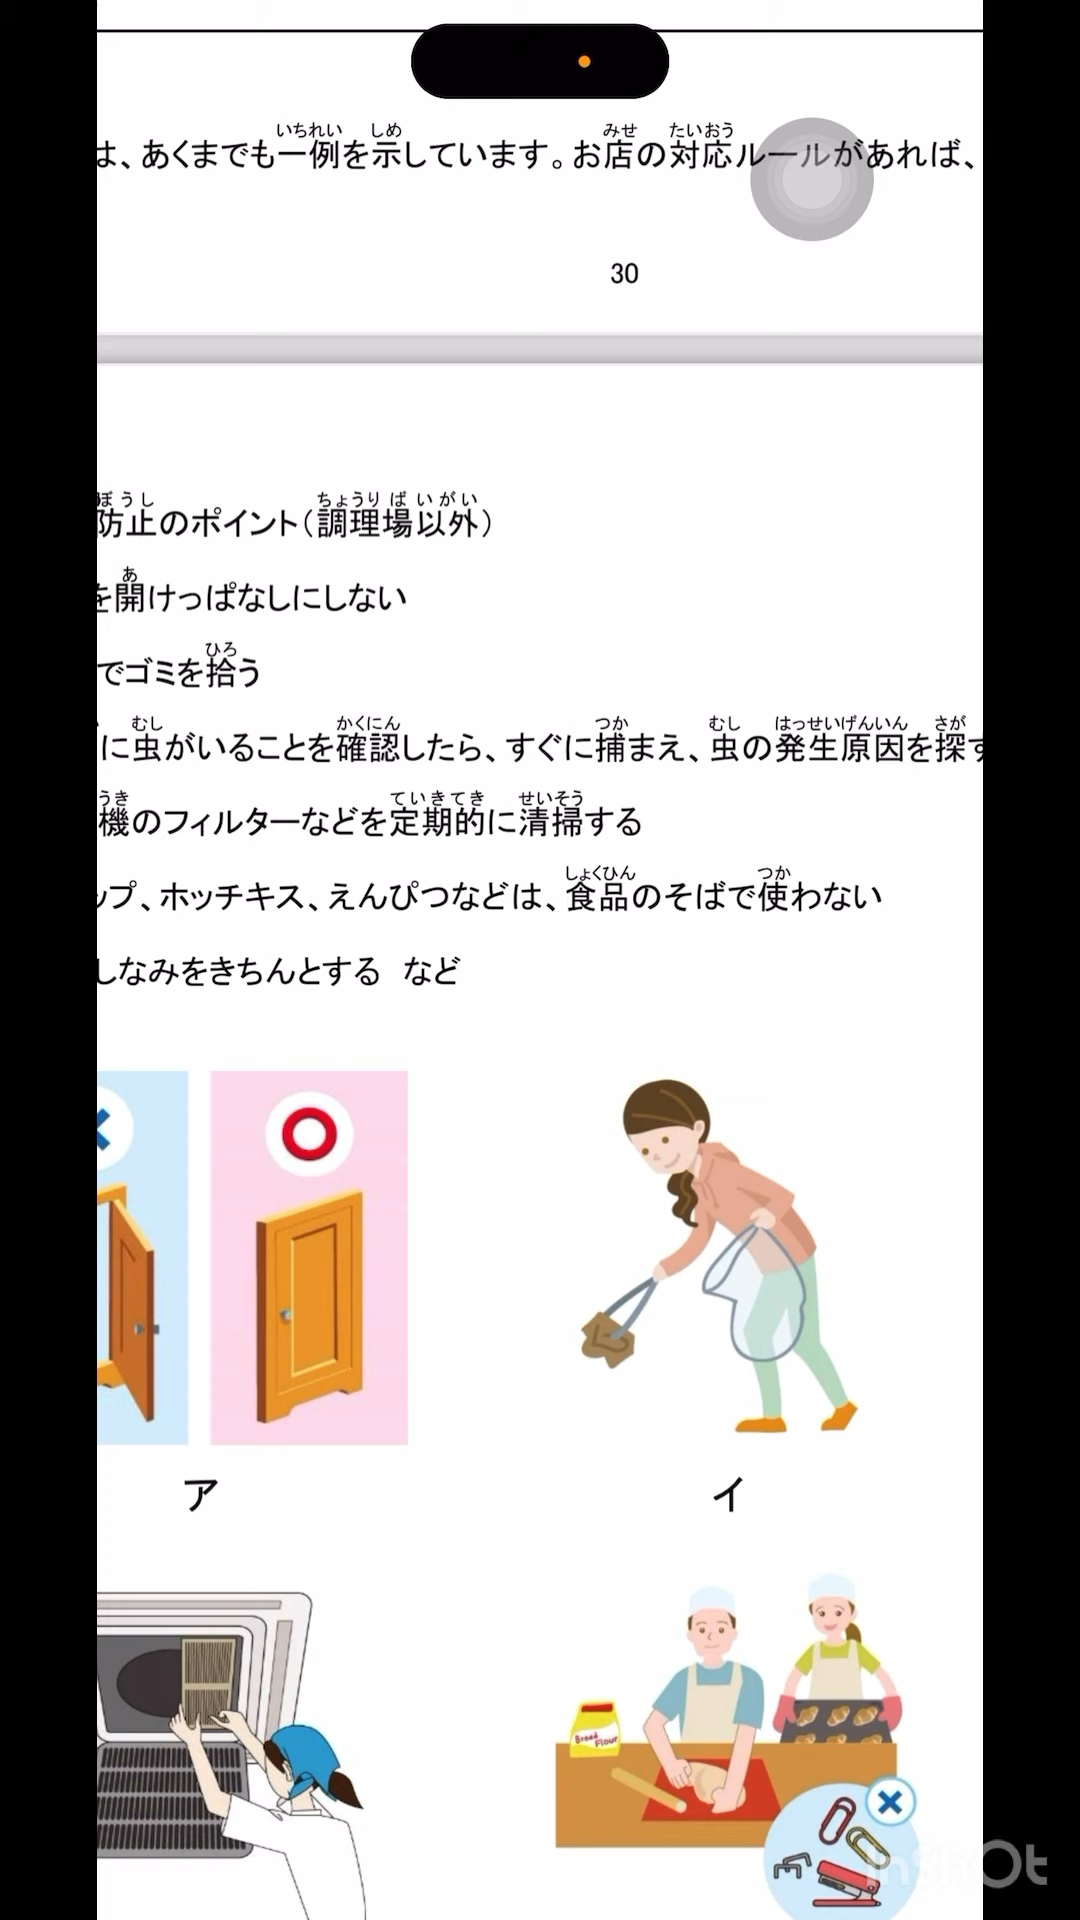 は、あくまでも一例を示しています。お店の対応ルールがあれば、
30
防止のポイント（調理場以外）
を開けっぱなしにしない
でゴミを拾う
に虫がいることを確認したら、すぐに捕まえ、虫の発生原因を探す
機のフィルターなどを定期的に清掃する
ップ、ホッチキス、えんぴつなどは、食品のそばで使わない
しなみをきちんとする　など
ア
イ
Bread
Flour
InShOt